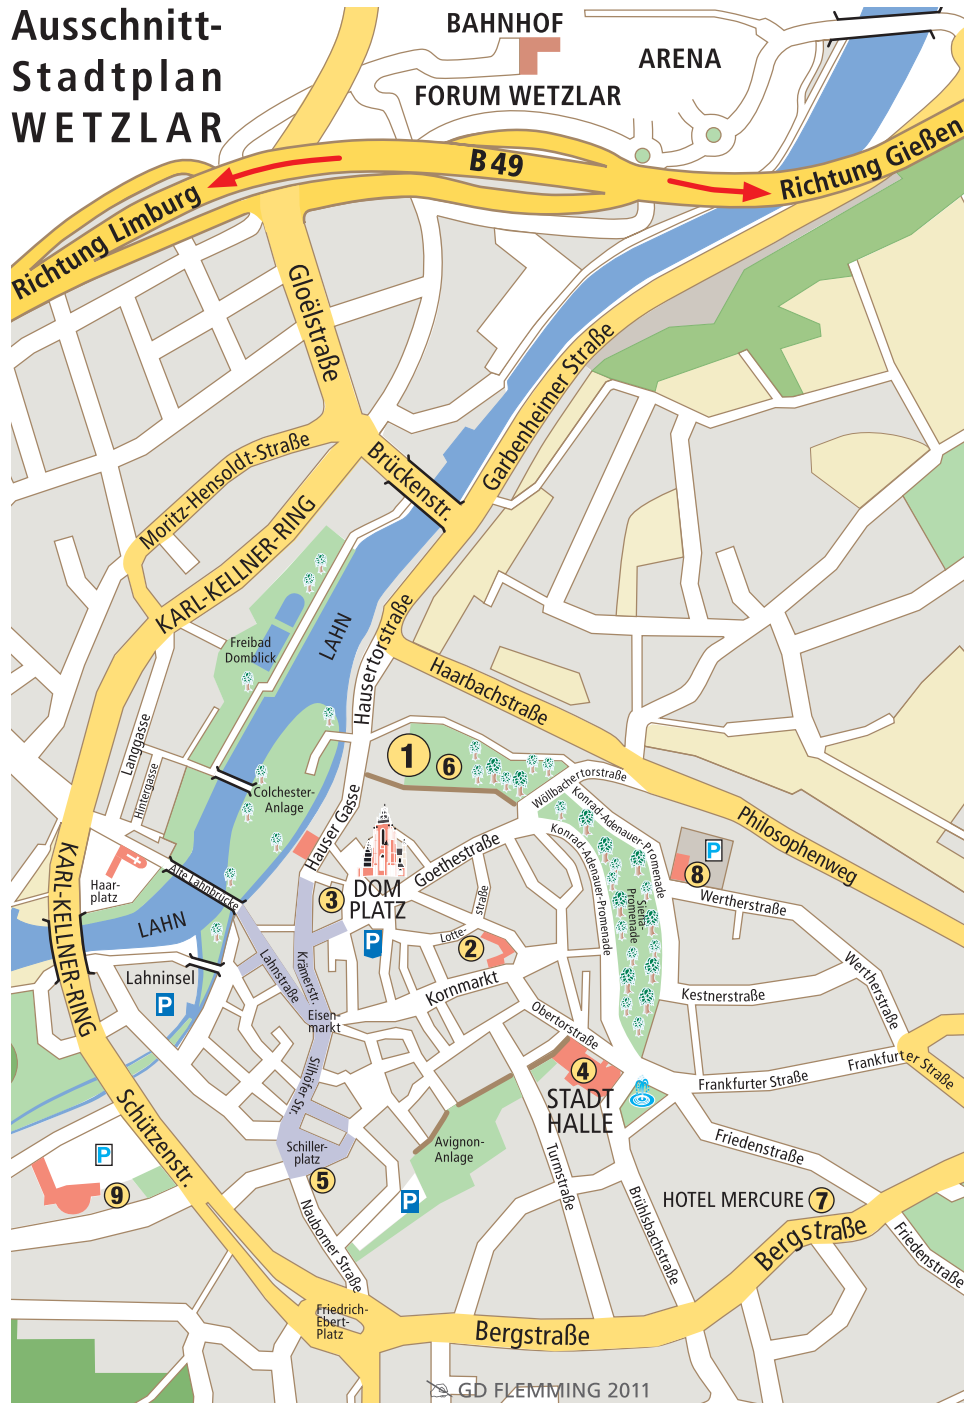 Ausschnitt-
Stadtplan
WETZLAR
BAHNHOF
ARENA
FORUM WETZLAR
B 49
Richtung Limburg
Richtung Gießen
Gloëlstraße
Garbenheimer Straße
Brückenstr.
Moritz-Hensoldt-Straße
KARL-KELLNER-RING
LAHN
Freibad
Domblick
Hausertorstraße
Haarbachstraße
Langgasse
Hintergasse
Colchester-
Anlage
1
6
Wöllbachertorstraße
Konrad-Adenauer-Promenade
Konrad-Adenauer-Promenade
Philosophenweg
Hauser Gasse
Goethestraße
P
8
KARL-KELLNER-RING
Haar-
platz
Alte Lahnbrücke
DOM
PLATZ
3
Lotte-
straße
2
Siena-
Promenade
Wertherstraße
LAHN
P
Lahninsel
P
Lahnstraße
Krämerstr.
Kornmarkt
Eisen-
markt
Wertherstraße
Kestnerstraße
Obertorstraße
Frankfurter Straße
Frankfurter Straße
Silhöfer Str.
4
STADT
HALLE
Schützenstr.
P
9
Schiller-
platz
5
Avignon-
Anlage
P
Turmstraße
Friedenstraße
HOTEL MERCURE
7
Brühlsbachstraße
Nauborner Straße
Bergstraße
Friedenstraße
Friedrich-
Ebert-
Platz
Bergstraße
GD FLEMMING 2011